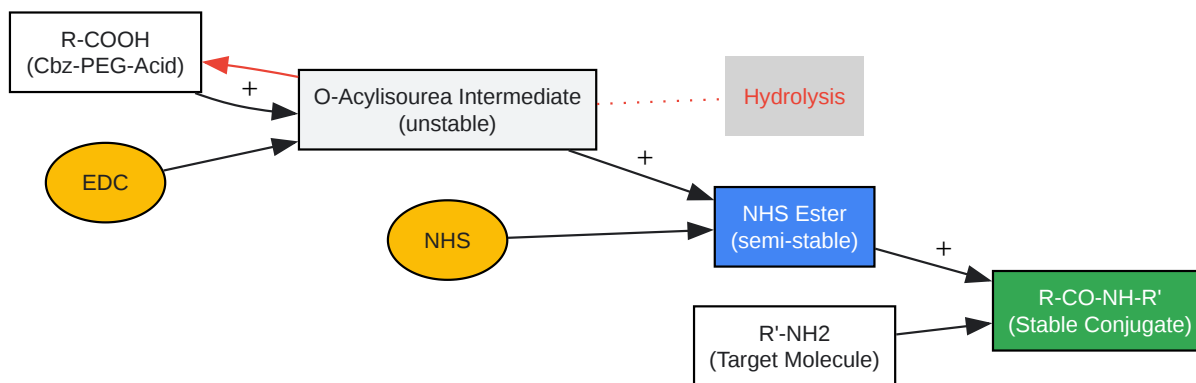 R-COOH
(Cbz-PEG-Acid)
+
O-Acylisourea Intermediate
(unstable)
Hydrolysis
EDC
+
NHS Ester
(semi-stable)
NHS
+
R-CO-NH-R'
(Stable Conjugate)
R'-NH2
(Target Molecule)